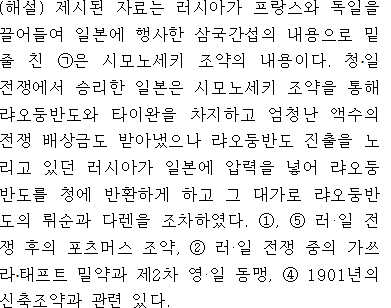 (해설) 제시된 자료는 러시아가 프랑스와 독일을
끌어들여 일본에 행사한 삼국간섭의 내용으로 밑
줄 친 ㉠은 시모노세키 조약의 내용이다. 청·일
전쟁에서 승리한 일본은 시모노세키 조약을 통해
랴오둥반도와 타이완을 차지하고 엄청난 액수의
전쟁 배상금도 받아냈으나 랴오둥반도 진출을 노
리고 있던 러시아가 일본에 압력을 넣어 랴오둥
반도를 청에 반환하게 하고 그 대가로 랴오둥반
도의 뤼순과 다롄을 조차하였다. ①, ⑤ 러·일 전
쟁 후의 포츠머스 조약, ② 러·일 전쟁 중의 가쓰
라·태프트 밀약과 제2차 영·일 동맹, ④ 1901년의
신축조약과 관련 있다.